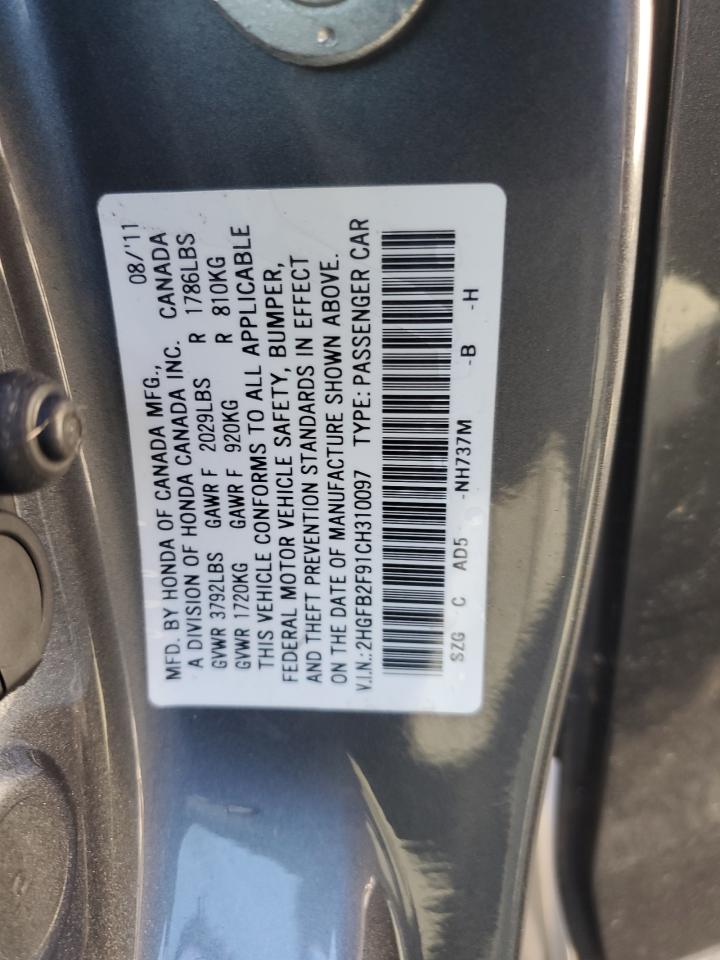 MFD. BY HONDA OF CANADA MFG., 08/'11
A DIVISION OF HONDA CANADA INC. CANADA
GVWR 3792LBS GAWR F 2029LBS R 1786LBS
GVWR 1720KG GAWR F 920KG R 810KG
THIS VEHICLE CONFORMS TO ALL APPLICABLE
FEDERAL MOTOR VEHICLE SAFETY, BUMPER,
AND THEFT PREVENTION STANDARDS IN EFFECT
ON THE DATE OF MANUFACTURE SHOWN ABOVE.
V.I.N.: 2HGFB2F91CH310097 TYPE: PASSENGER CAR
SZG C AD5 -NH737M -B -H